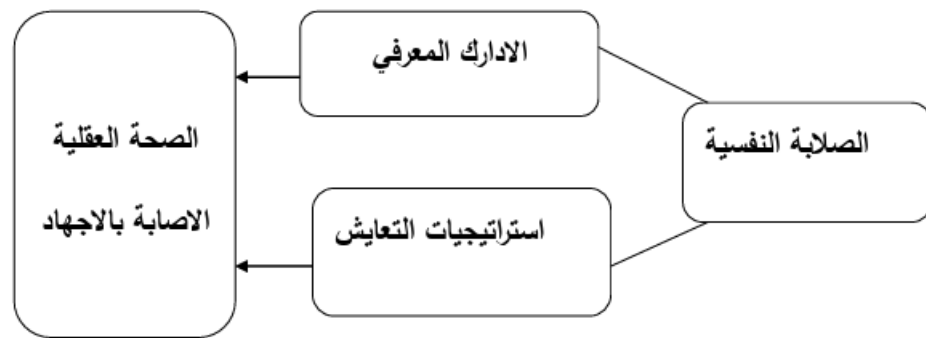 الادارك المعرفي
الصلابة النفسية
الصحة العقلية
الاصابة بالاجهاد
استراتيجيات التعايش